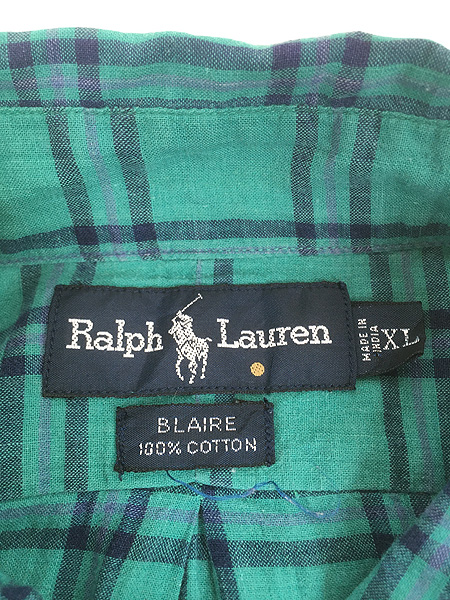 Ralph Lauren
MADE IN
INDIA
XL
BLAIRE
100% COTTON